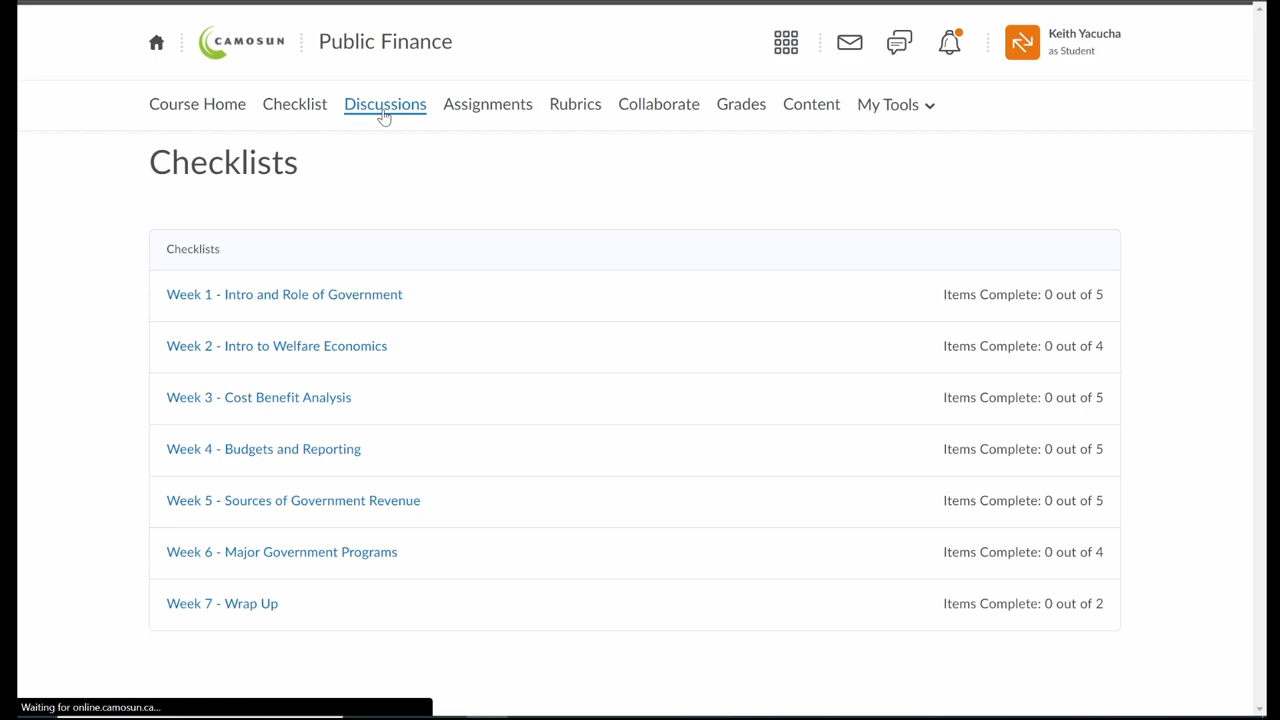 CAMOSUN
Public Finance
Keith Yacucha
as Student
Course Home Checklist Discussions Assignments Rubrics Collaborate Grades Content My Tools
Checklists
Checklists
Week 1 - Intro and Role of Government Items Complete: 0 out of 5
Week 2 - Intro to Welfare Economics Items Complete: 0 out of 4
Week 3 - Cost Benefit Analysis Items Complete: 0 out of 5
Week 4 - Budgets and Reporting Items Complete: 0 out of 5
Week 5 - Sources of Government Revenue Items Complete: 0 out of 5
Week 6 - Major Government Programs Items Complete: 0 out of 4
Week 7 - Wrap Up Items Complete: 0 out of 2
Waiting for online.camosun.ca...